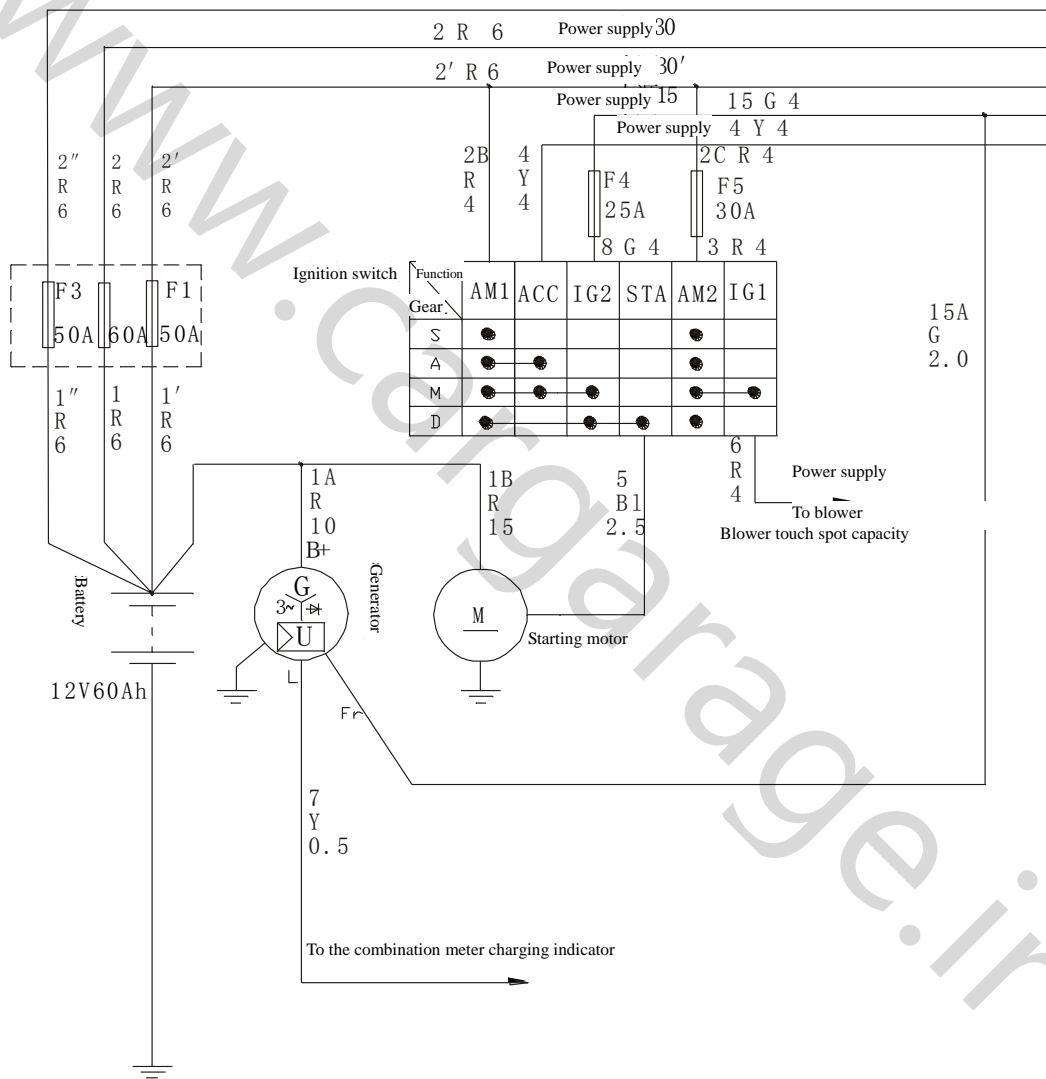 2 R 6 Power supply 30
2' R 6 Power supply 30'
Power supply 15 15 G 4
Power supply 4 Y 4
2"
R
6
2
R
6
2'
R
6
2B
R
4
4
Y
4
2C R 4
F4
25A
F5
30A
8 G 4
3 R 4
F3
50A
60A
F1
50A
Ignition switch
Function
Gear
AM1 ACC IG2 STA AM2 IG1
S
A
M
D
15A
G
2.0
1"
R
6
1
R
6
1'
R
6
1A
R
10
B+
1B
R
15
5
Bl
2.5
6
R
4
Power supply
To blower
Blower touch spot capacity
Battery
12V60Ah
G
3~
U
Generator
L
Fr
M
Starting motor
7
Y
0.5
To the combination meter charging indicator
www.cargarage.ir